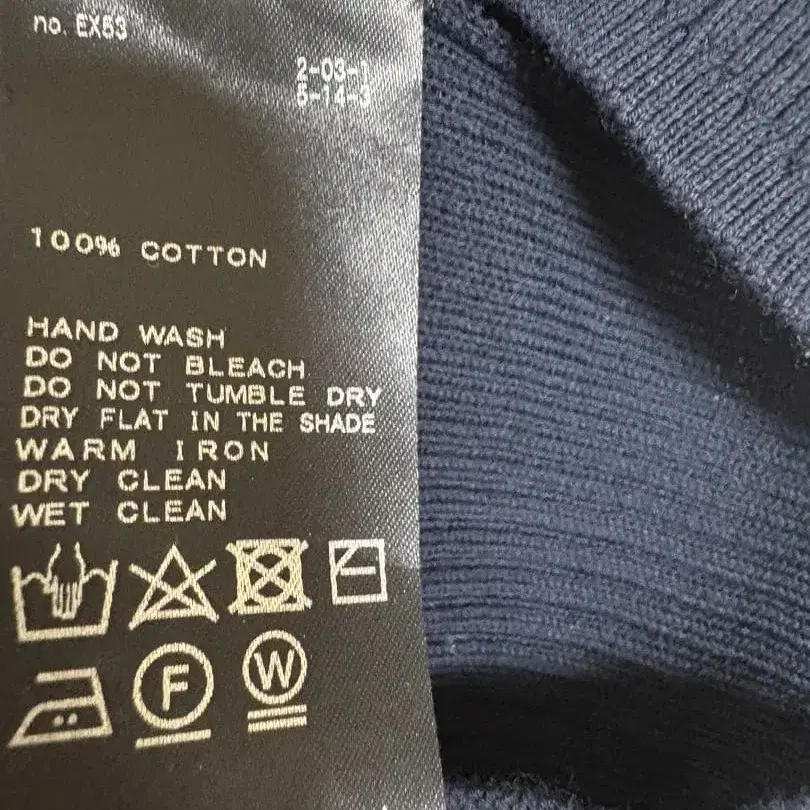 no. EX53
2-03-1
5-14-3
100% COTTON
HAND WASH
DO NOT BLEACH
DO NOT TUMBLE DRY
DRY FLAT IN THE SHADE
WARM IRON
DRY CLEAN
WET CLEAN
F
W